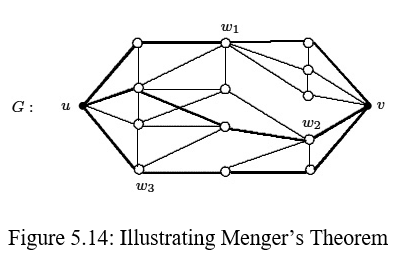 w₁
G : u v
w₂
w₃
Figure 5.14: Illustrating Menger’s Theorem